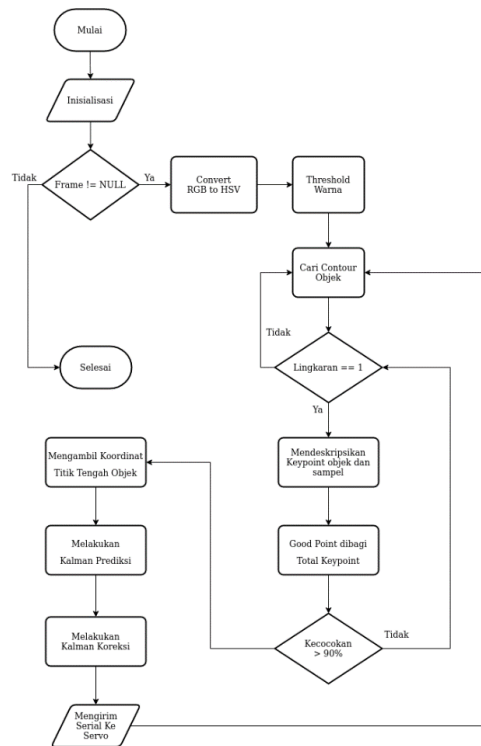 Mulai
Inisialisasi
Tidak
Frame != NULL
Ya
Convert
RGB to HSV
Threshold
Warna
Cari Contour
Objek
Tidak
Lingkaran == 1
Ya
Selesai
Mendeskripsikan
Keypoint objek dan
sampel
Good Point dibagi
Total Keypoint
Kecocokan
> 90%
Tidak
Mengambil Koordinat
Titik Tengah Objek
Melakukan
Kalman Prediksi
Melakukan
Kalman Koreksi
Mengirim
Serial Ke
Servo